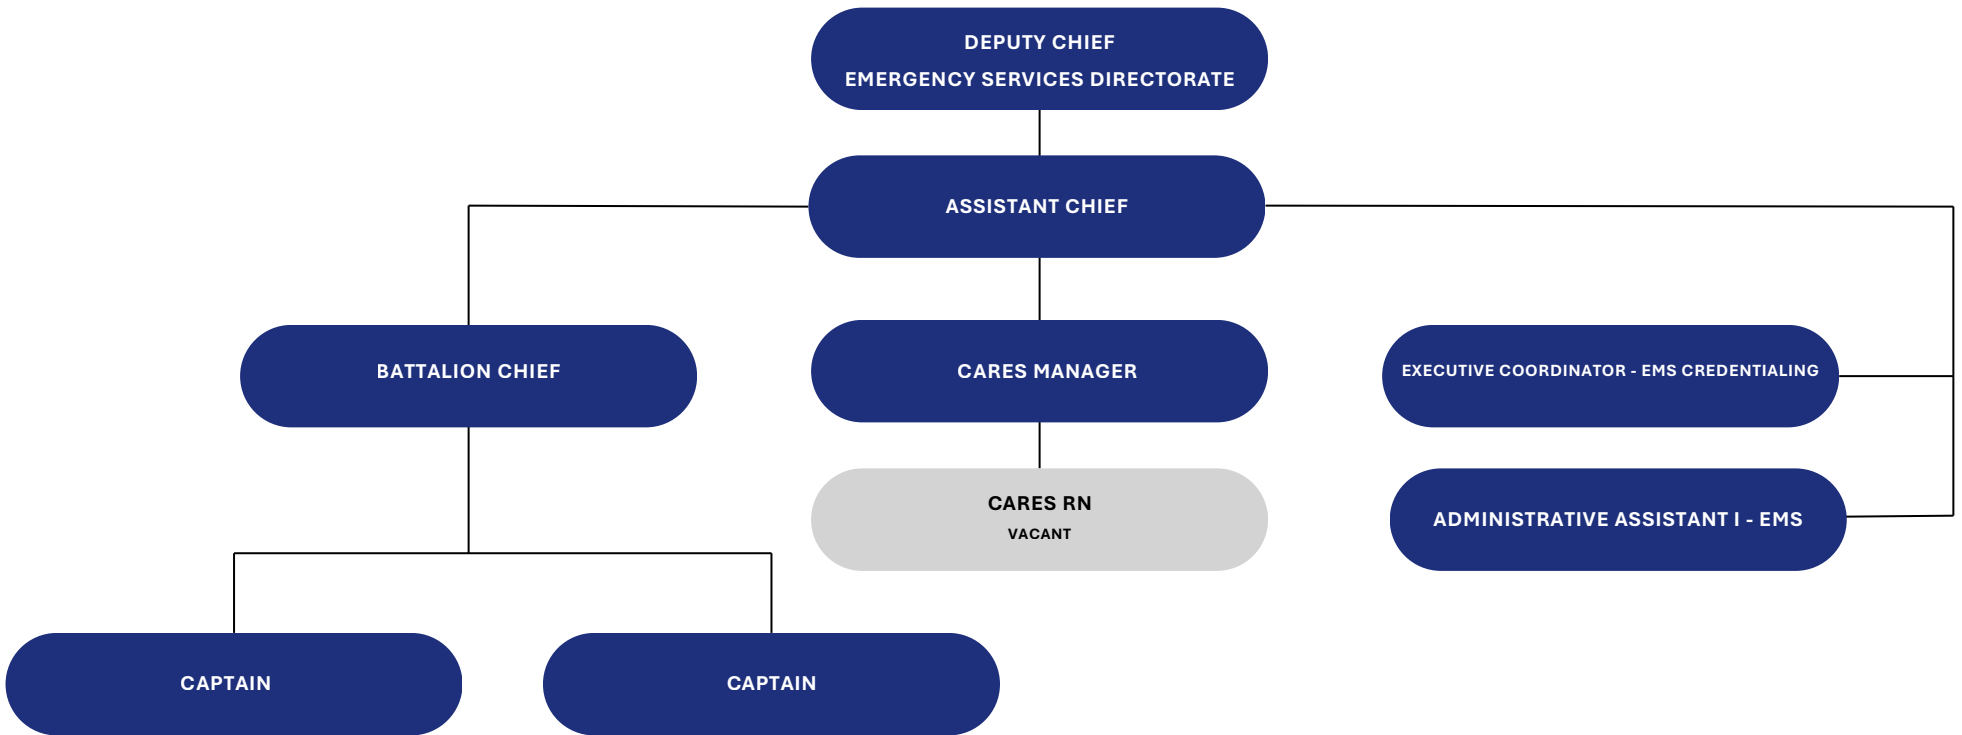 DEPUTY CHIEF
EMERGENCY SERVICES DIRECTORATE
ASSISTANT CHIEF
BATTALION CHIEF
CARES MANAGER
EXECUTIVE COORDINATOR - EMS CREDENTIALING
CARES RN
VACANT
ADMINISTRATIVE ASSISTANT I - EMS
CAPTAIN
CAPTAIN